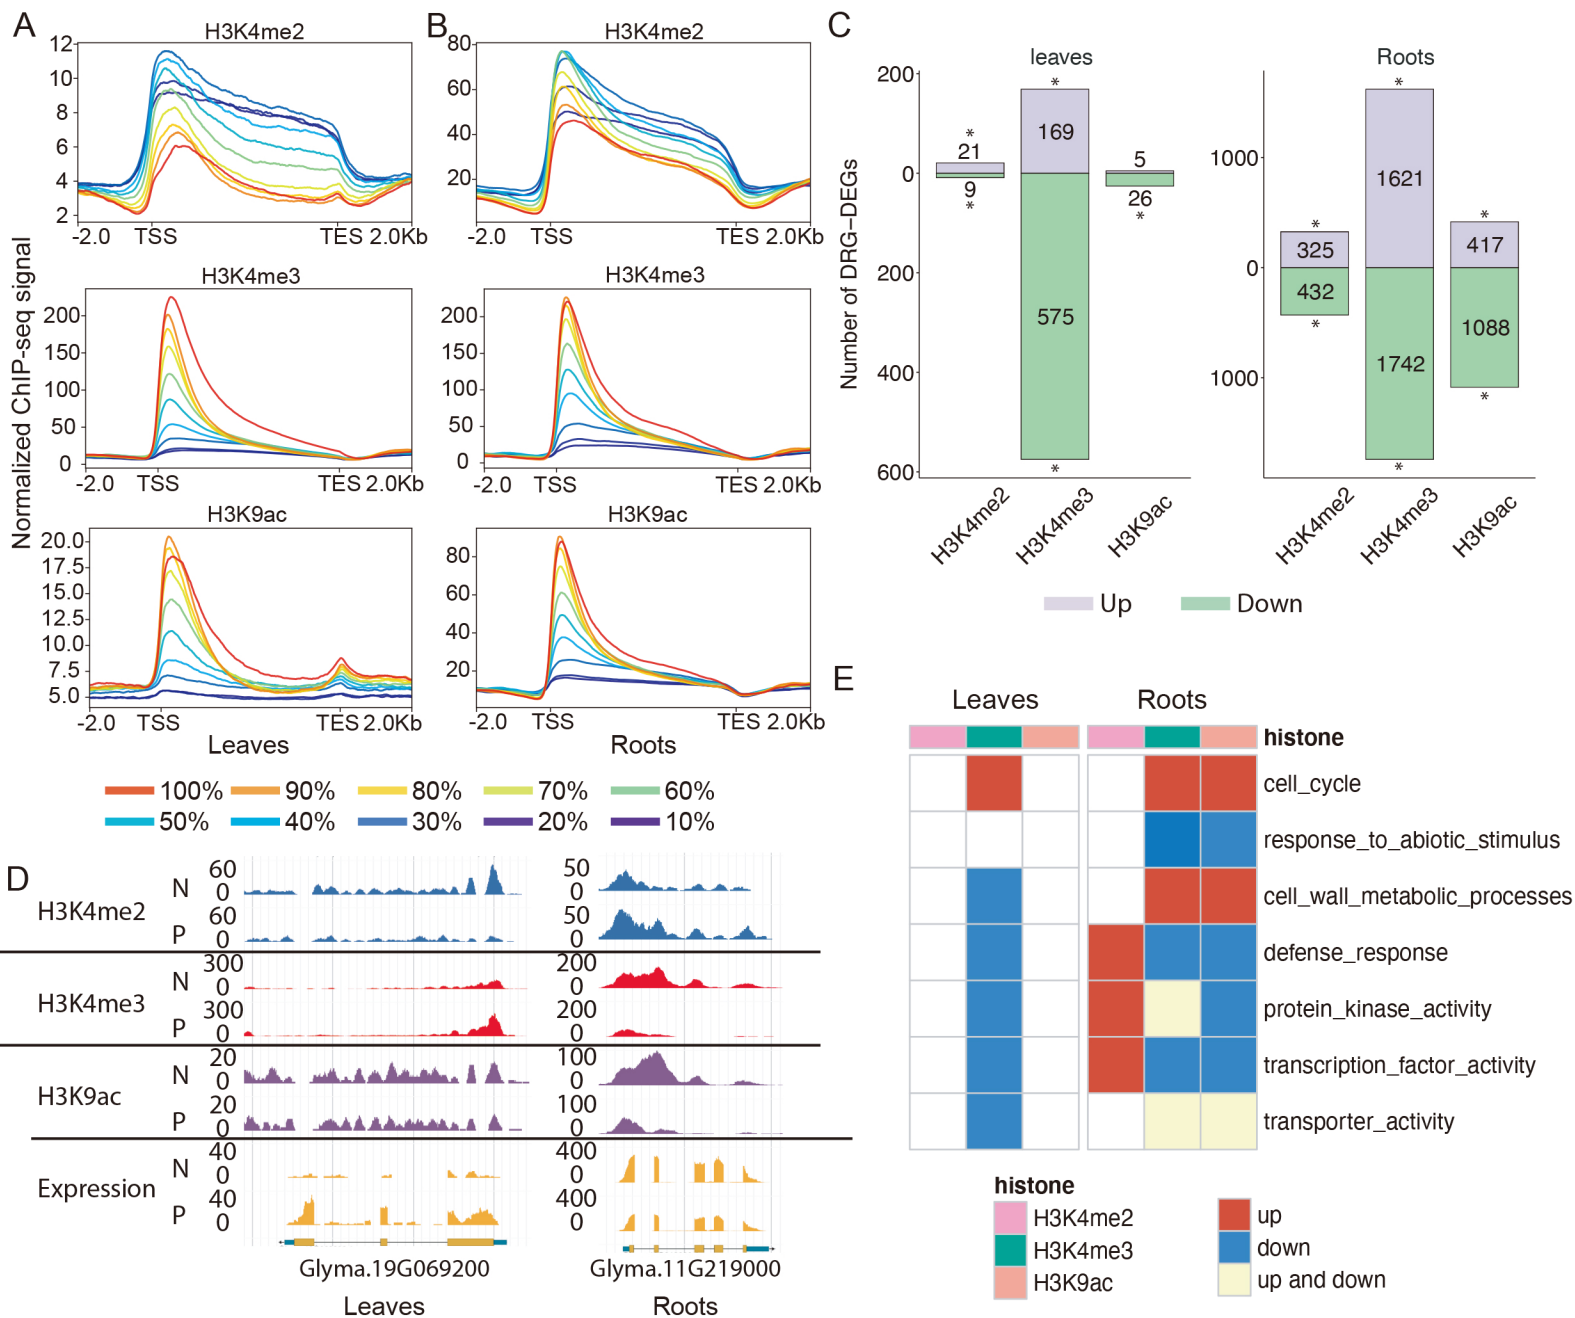 A
H3K4me2
12
10
8
6
4
2
-2.0 TSS TES 2.0Kb
H3K4me3
200
150
100
50
0
-2.0 TSS TES 2.0Kb
H3K9ac
20.0
17.5
15.0
12.5
10.0
7.5
5.0
-2.0 TSS TES 2.0Kb
Leaves
Normalized ChIP-seq signal
B
H3K4me2
80
60
40
20
-2.0 TSS TES 2.0Kb
H3K4me3
200
150
100
50
0
-2.0 TSS TES 2.0Kb
H3K9ac
80
60
40
20
-2.0 TSS TES 2.0Kb
Roots
100% 90% 80% 70% 60%
50% 40% 30% 20% 10%
C
leaves
Number of DRG-DEGs
200
0
200
400
600
*
21
9
*
*
169
575
*
5
26
*
H3K4me2
H3K4me3
H3K9ac
Roots
1000
0
1000
*
325
432
*
*
1621
1742
*
*
417
1088
*
H3K4me2
H3K4me3
H3K9ac
Up Down
D
H3K4me2
N 60 0 50 0
P 60 0 50 0
H3K4me3
N 300 0 200 0
P 300 0 200 0
H3K9ac
N 20 0 100 0
P 20 0 100 0
Expression
N 40 0 400 0
P 40 0 400 0
Glyma.19G069200 Glyma.11G219000
Leaves Roots
E
Leaves Roots
histone
cell_cycle
response_to_abiotic_stimulus
cell_wall_metabolic_processes
defense_response
protein_kinase_activity
transcription_factor_activity
transporter_activity
histone
H3K4me2
H3K4me3
H3K9ac
up
down
up and down